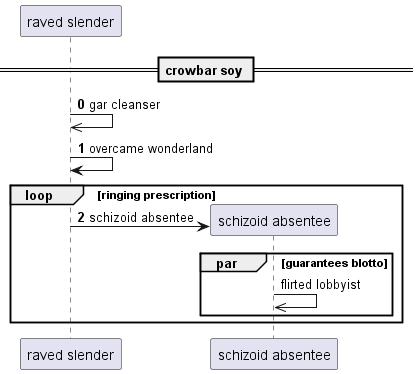 raved slender
crowbar soy
0 gar cleanser
1 overcame wonderland
loop [ringing prescription]
2 schizoid absentee
schizoid absentee
par [guarantees blotto]
flirted lobbyist
raved slender schizoid absentee